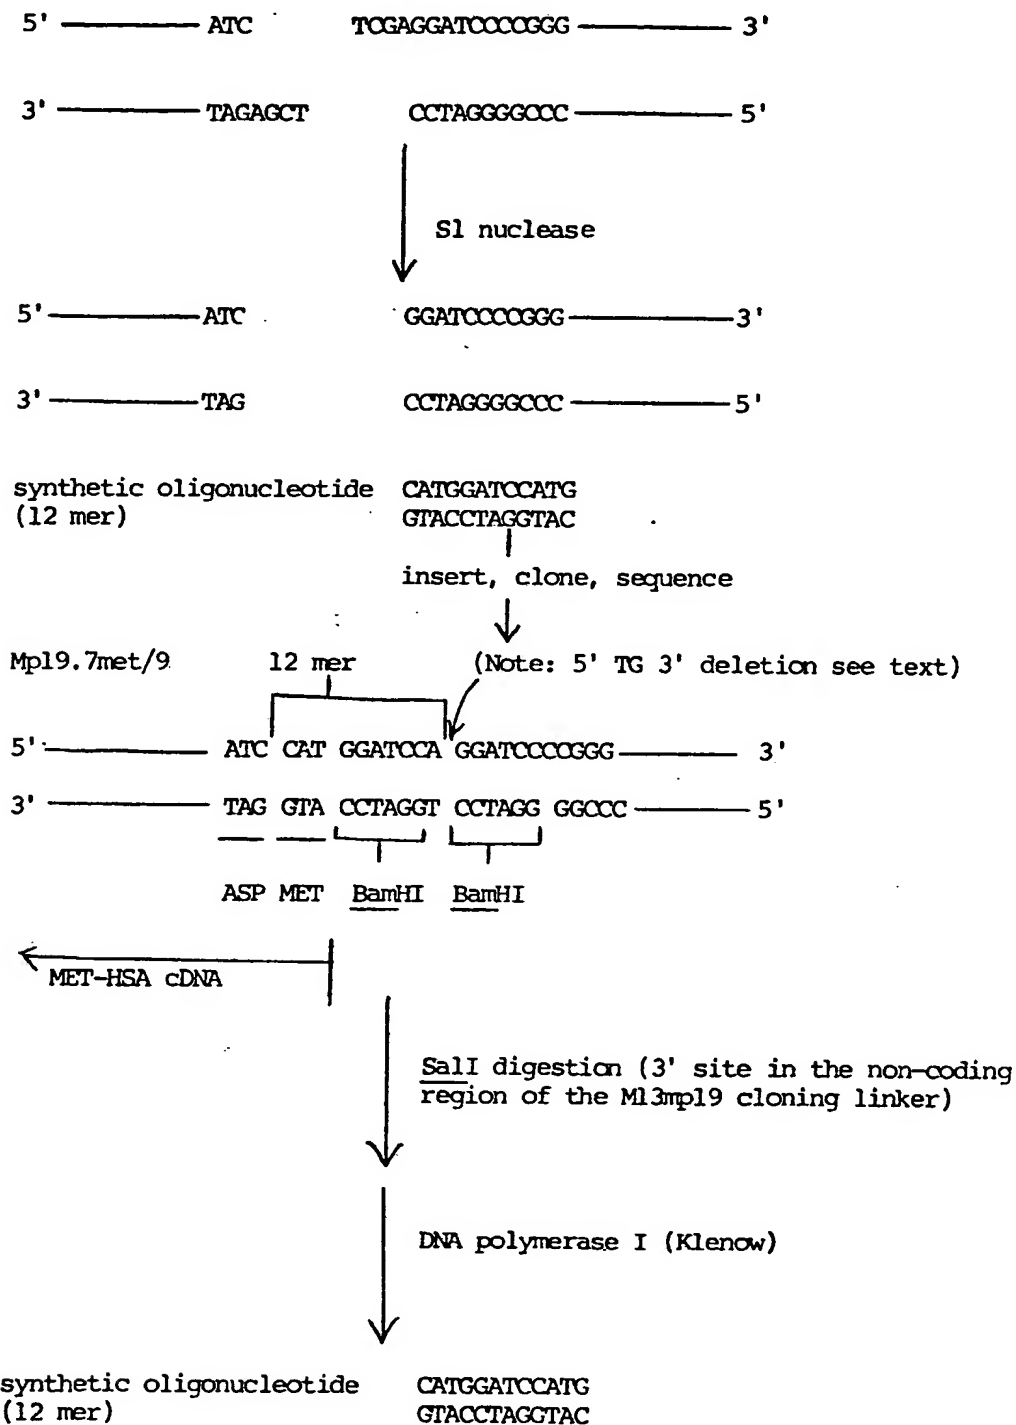 5' ATC TCGAGGATCCCCGGG 3'
3' TAGAGCT CCTAGGGGCCC 5'
S1 nuclease
5' ATC GGATCCCCGGG 3'
3' TAG CCTAGGGGCCC 5'
synthetic oligonucleotide CATGGATCCATG
(12 mer) GTACCTAGGTAC
insert, clone, sequence
Mp19.7met/9 12 mer (Note: 5' TG 3' deletion see text)
5' ATC CAT GGATCCA GGATCCCCGGG 3'
3' TAG GTA CCTAGGT CCTAGG GGCCC 5'
ASP MET BamHI BamHI
MET-HSA cDNA
SalI digestion (3' site in the non-coding
region of the M13mp19 cloning linker)
DNA polymerase I (Klenow)
synthetic oligonucleotide CATGGATCCATG
(12 mer) GTACCTAGGTAC